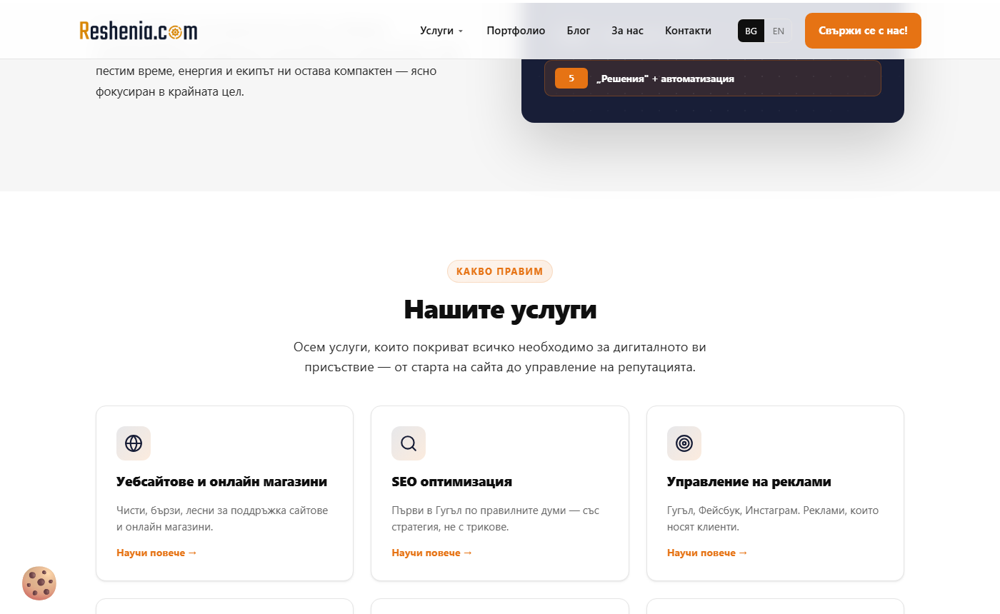 Reshenia.com
Услуги
Портфолио
Блог
За нас
Контакти
BG
EN
Свържи се с нас!
пестим време, енергия и екипът ни остава компактен — ясно
фокусиран в крайната цел.
5
„Решения" + автоматизация
КАКВО ПРАВИМ
Нашите услуги
Осем услуги, които покриват всичко необходимо за дигиталното ви
присъствие — от старта на сайта до управление на репутацията.
Уебсайтове и онлайн магазини
Чисти, бързи, лесни за поддръжка сайтове
и онлайн магазини.
Научи повече →
SEO оптимизация
Първи в Гугъл по правилните думи — със
стратегия, не с трикове.
Научи повече →
Управление на реклами
Гугъл, Фейсбук, Инстаграм. Реклами, които
носят клиенти.
Научи повече →